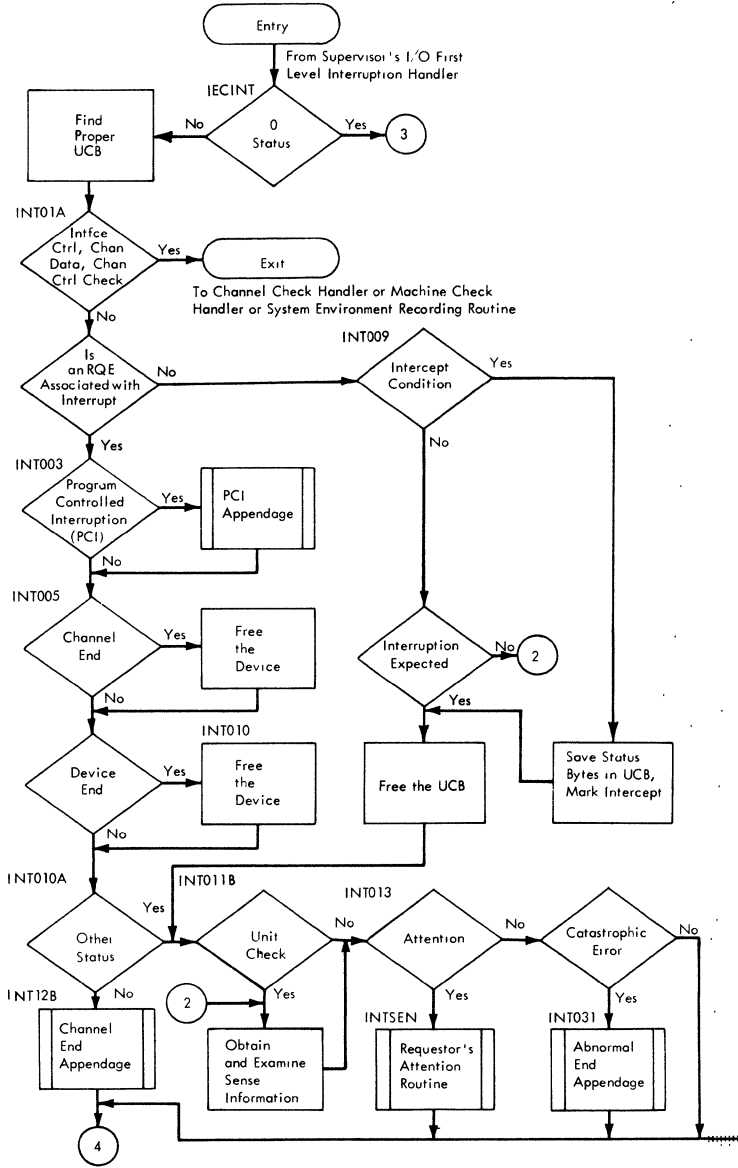 Entry
From Supervisor's I/O First
Level Interruption Handler
IECINT
0
Status
No
Yes
3
Find
Proper
UCB
INT01A
Intfce
Ctrl, Chan
Data, Chan
Ctrl Check
Yes
Exit
To Channel Check Handler or Machine Check
Handler or System Environment Recording Routine
No
Is
an RQE
Associated with
Interrupt
No
INT009
Intercept
Condition
Yes
No
Yes
INT003
Program
Controlled
Interruption
(PCI)
Yes
PCI
Appendage
No
INT005
Channel
End
Yes
Free
the
Device
No
Interruption
Expected
No
2
Yes
INT010
Device
End
Yes
Free
the
Device
No
Free the UCB
Save Status
Bytes in UCB,
Mark Intercept
INT010A
Other
Status
Yes
INT011B
Unit
Check
No
INT013
Attention
No
Catastrophic
Error
No
INT12B
No
2
Yes
INTSEN
Yes
INT031
Yes
Channel
End
Appendage
Obtain
and Examine
Sense
Information
Requestor's
Attention
Routine
Abnormal
End
Appendage
4